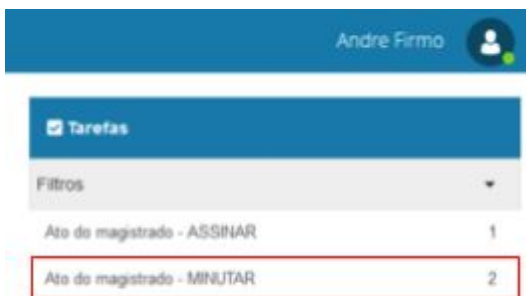 Andre Firmo
Tarefas
Filtros
Ato do magistrado - ASSINAR 1
Ato do magistrado - MINUTAR 2